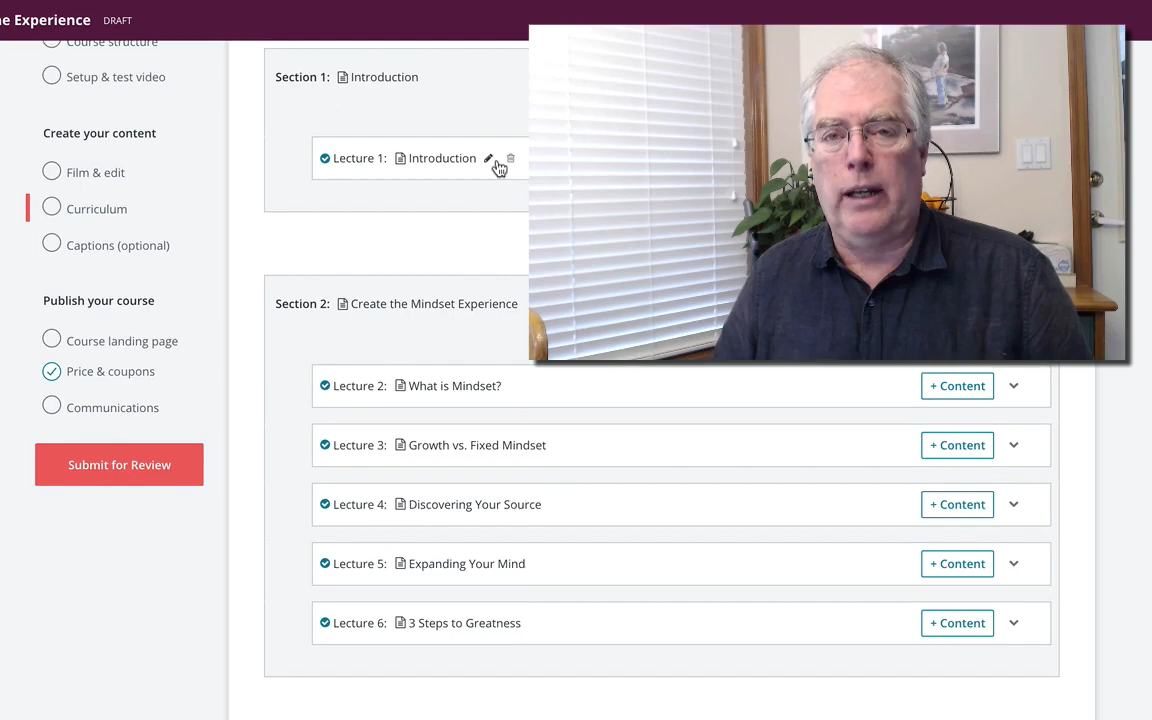 ne Experience DRAFT
Course structure
Setup & test video
Create your content
Film & edit
Curriculum
Captions (optional)
Publish your course
Course landing page
Price & coupons
Communications
Submit for Review
Section 1: Introduction
Lecture 1: Introduction
Section 2: Create the Mindset Experience
Lecture 2: What is Mindset? + Content
Lecture 3: Growth vs. Fixed Mindset + Content
Lecture 4: Discovering Your Source + Content
Lecture 5: Expanding Your Mind + Content
Lecture 6: 3 Steps to Greatness + Content